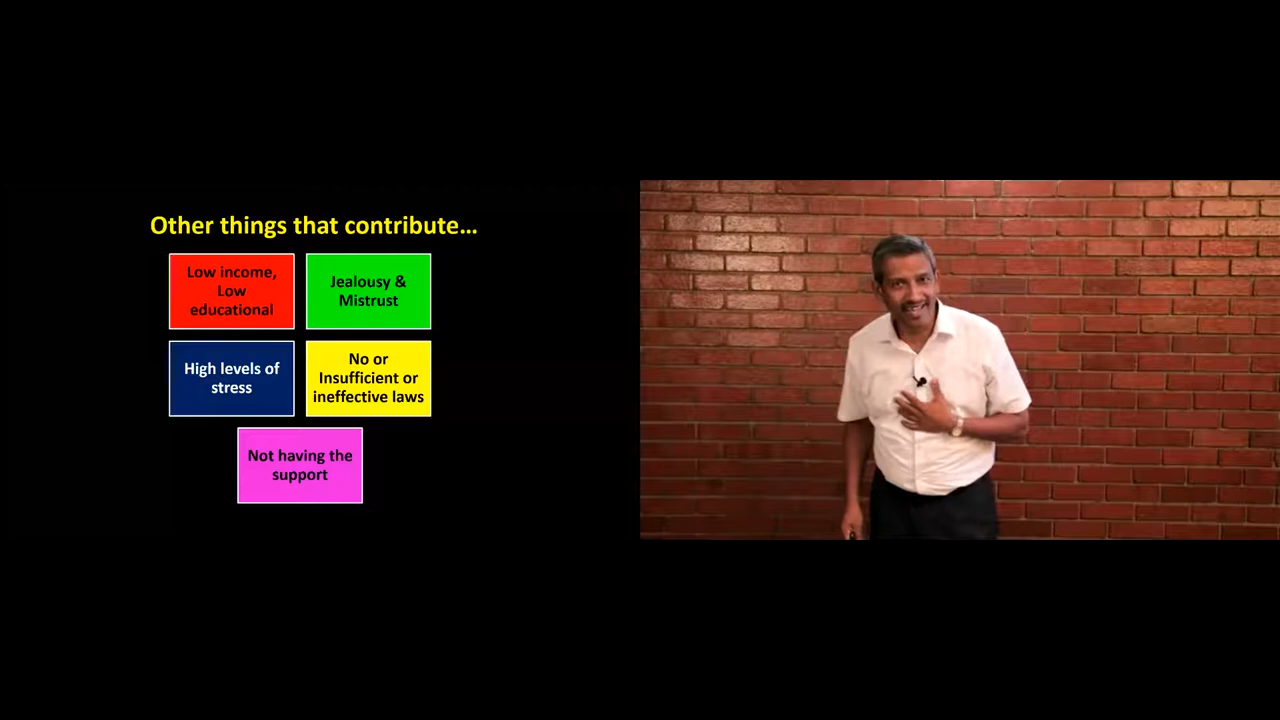 Other things that contribute...
Low income,
Low
educational
Jealousy &
Mistrust
High levels of
stress
No or
Insufficient or
ineffective laws
Not having the
support